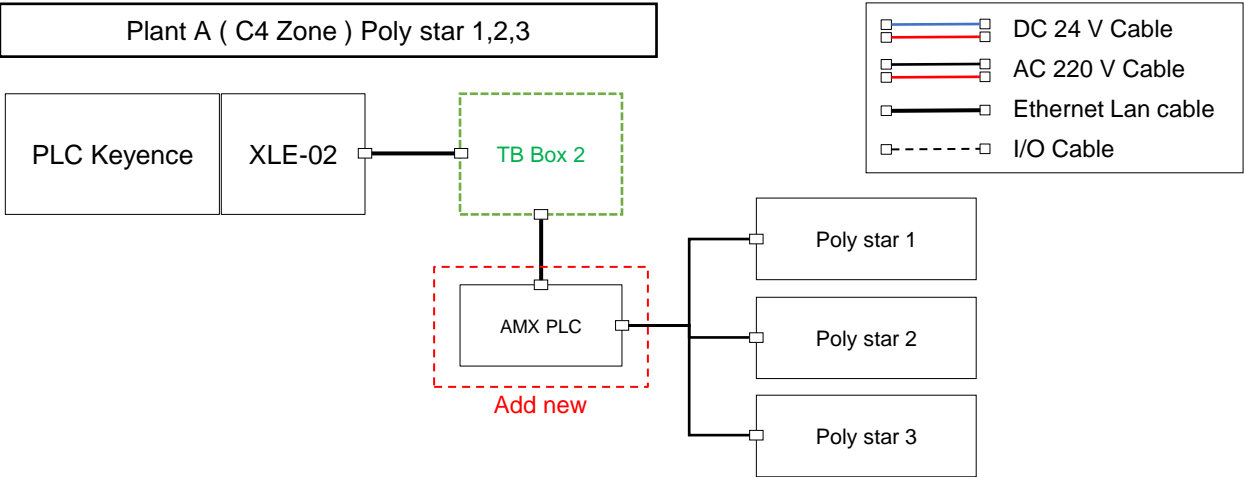 Plant A ( C4 Zone ) Poly star 1,2,3
DC 24 V Cable
AC 220 V Cable
Ethernet Lan cable
I/O Cable
PLC Keyence
XLE-02
TB Box 2
AMX PLC
Add new
Poly star 1
Poly star 2
Poly star 3